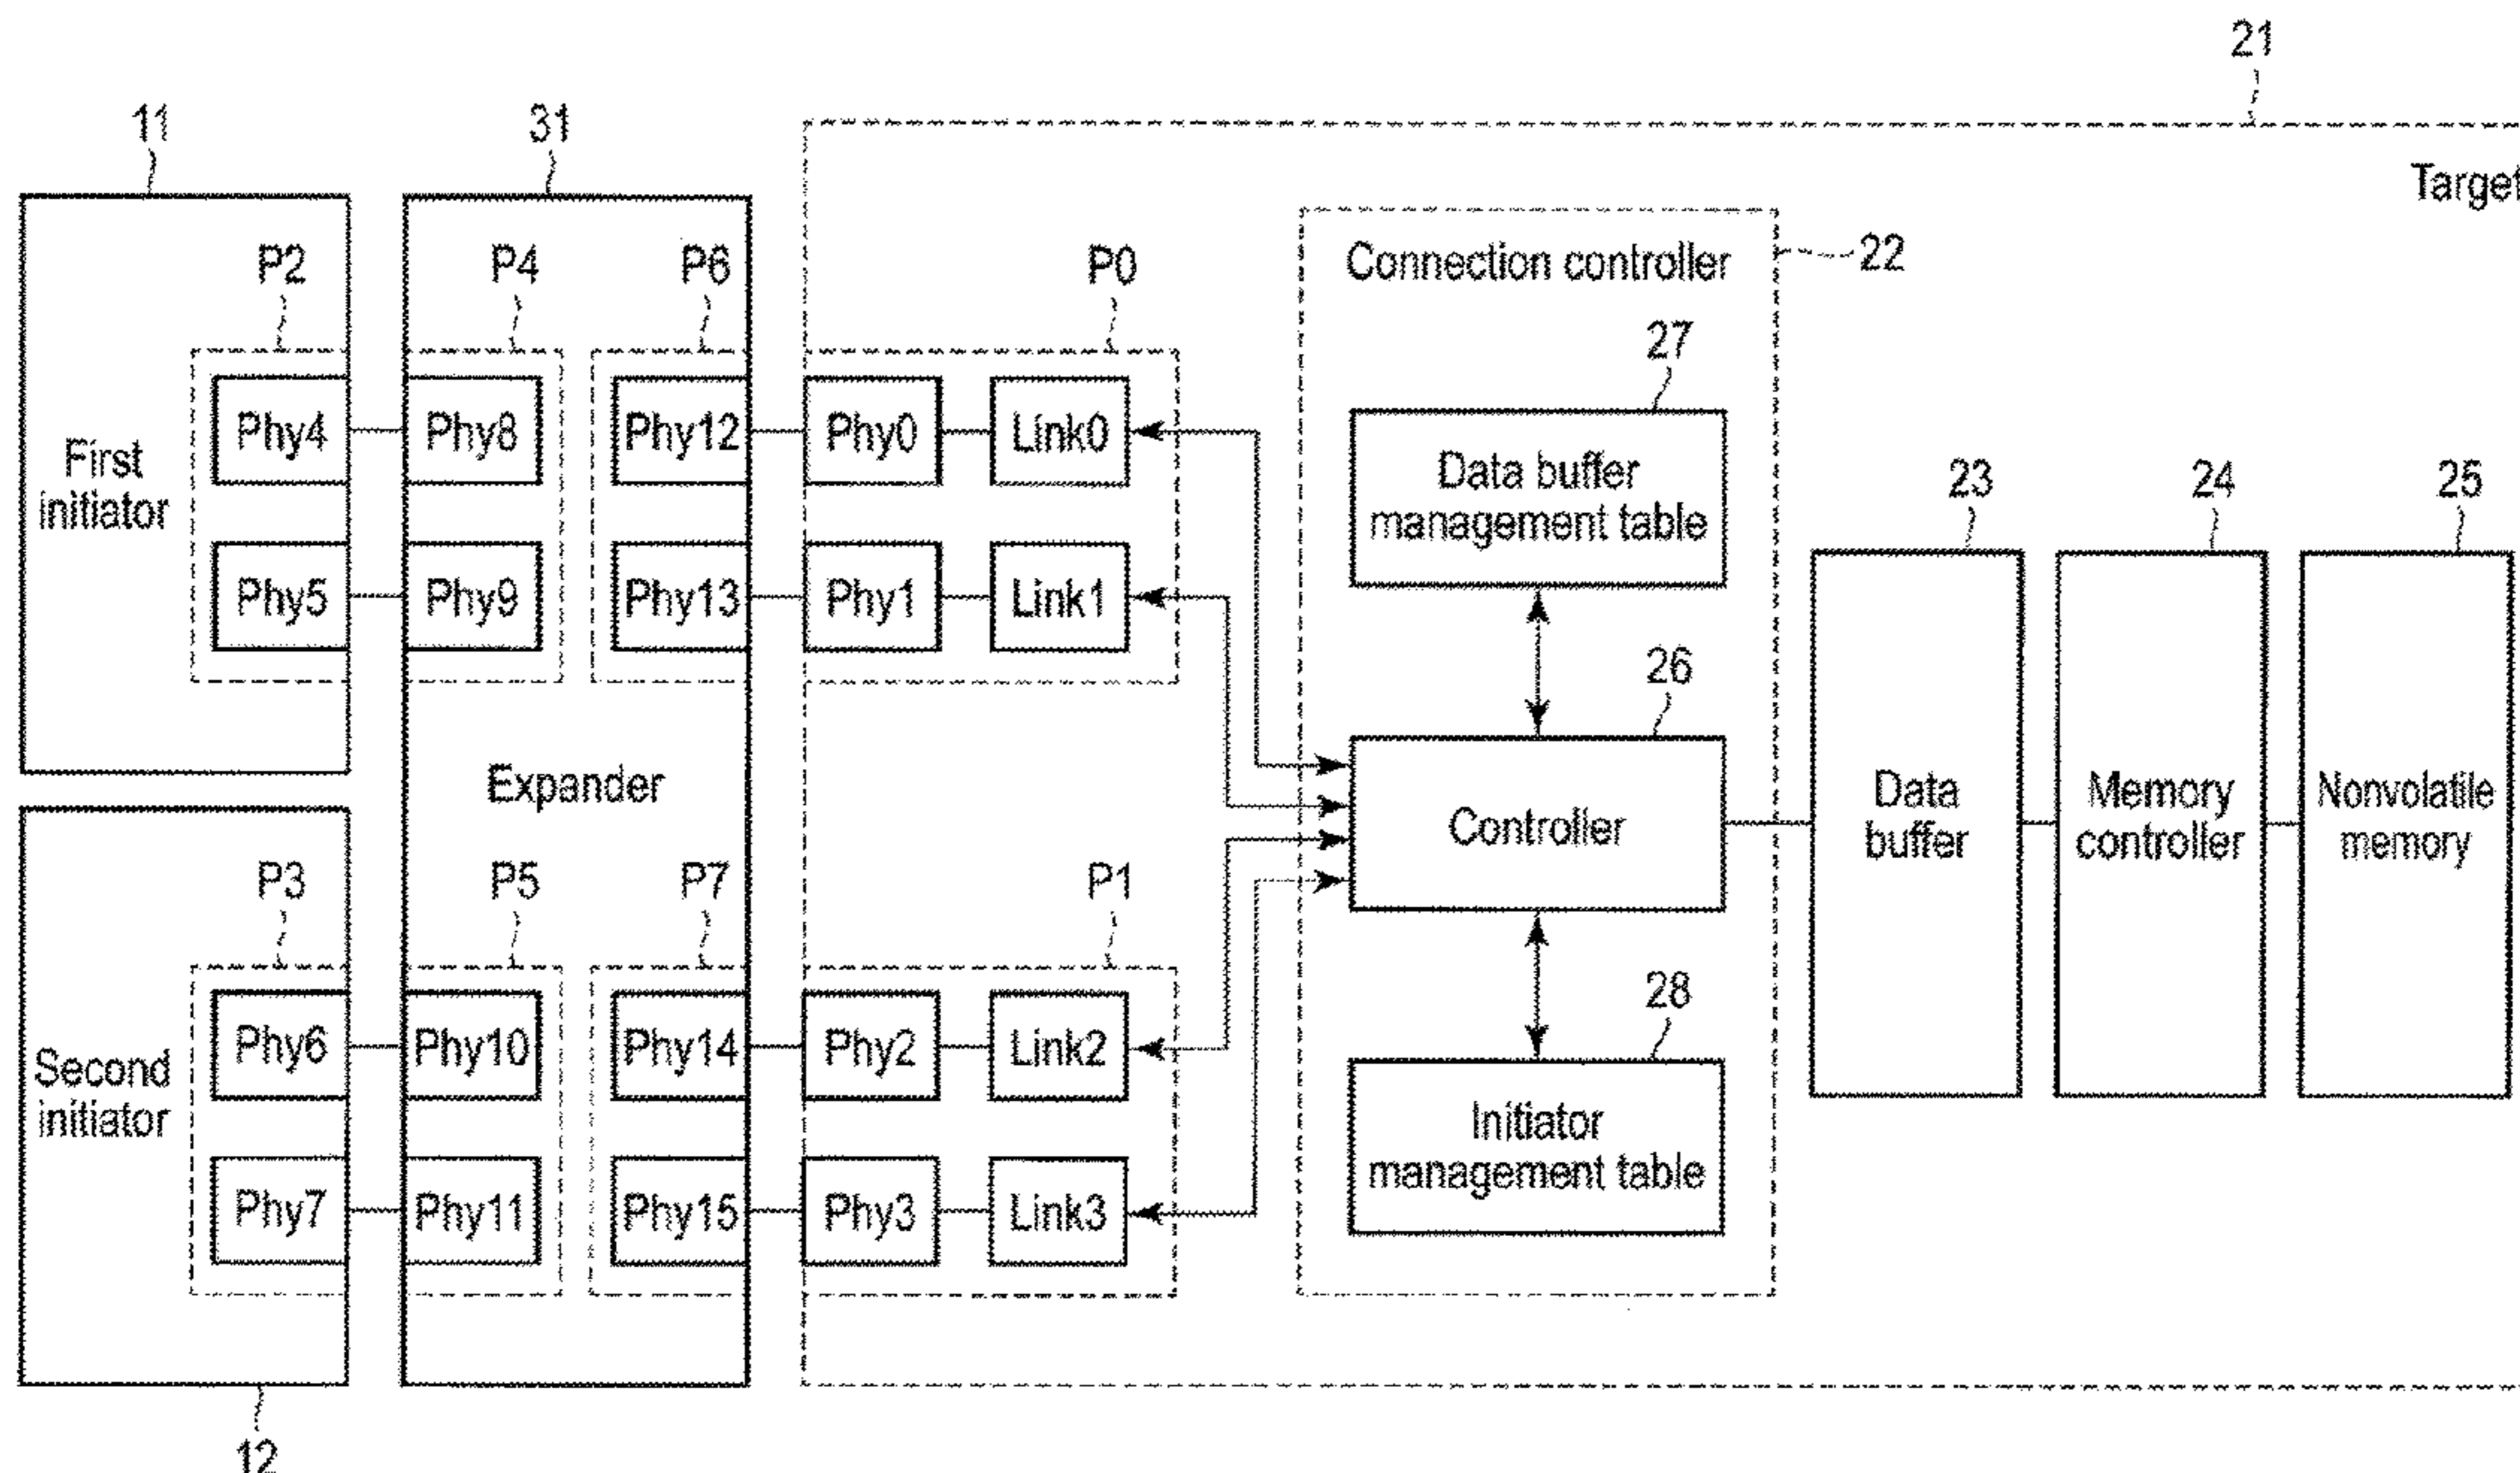 21
11
31
Target
P2
P4
P6
P0
Connection controller
22
27
Phy4
Phy8
Phy12
Phy0
Link0
First
initiator
Data buffer
management table
23
24
25
Phy5
Phy9
Phy13
Phy1
Link1
26
Expander
Controller
Data
buffer
Memory
controller
Nonvolatile
memory
P3
P5
P7
P1
28
Phy6
Phy10
Phy14
Phy2
Link2
Second
initiator
Initiator
management table
Phy7
Phy11
Phy15
Phy3
Link3
12